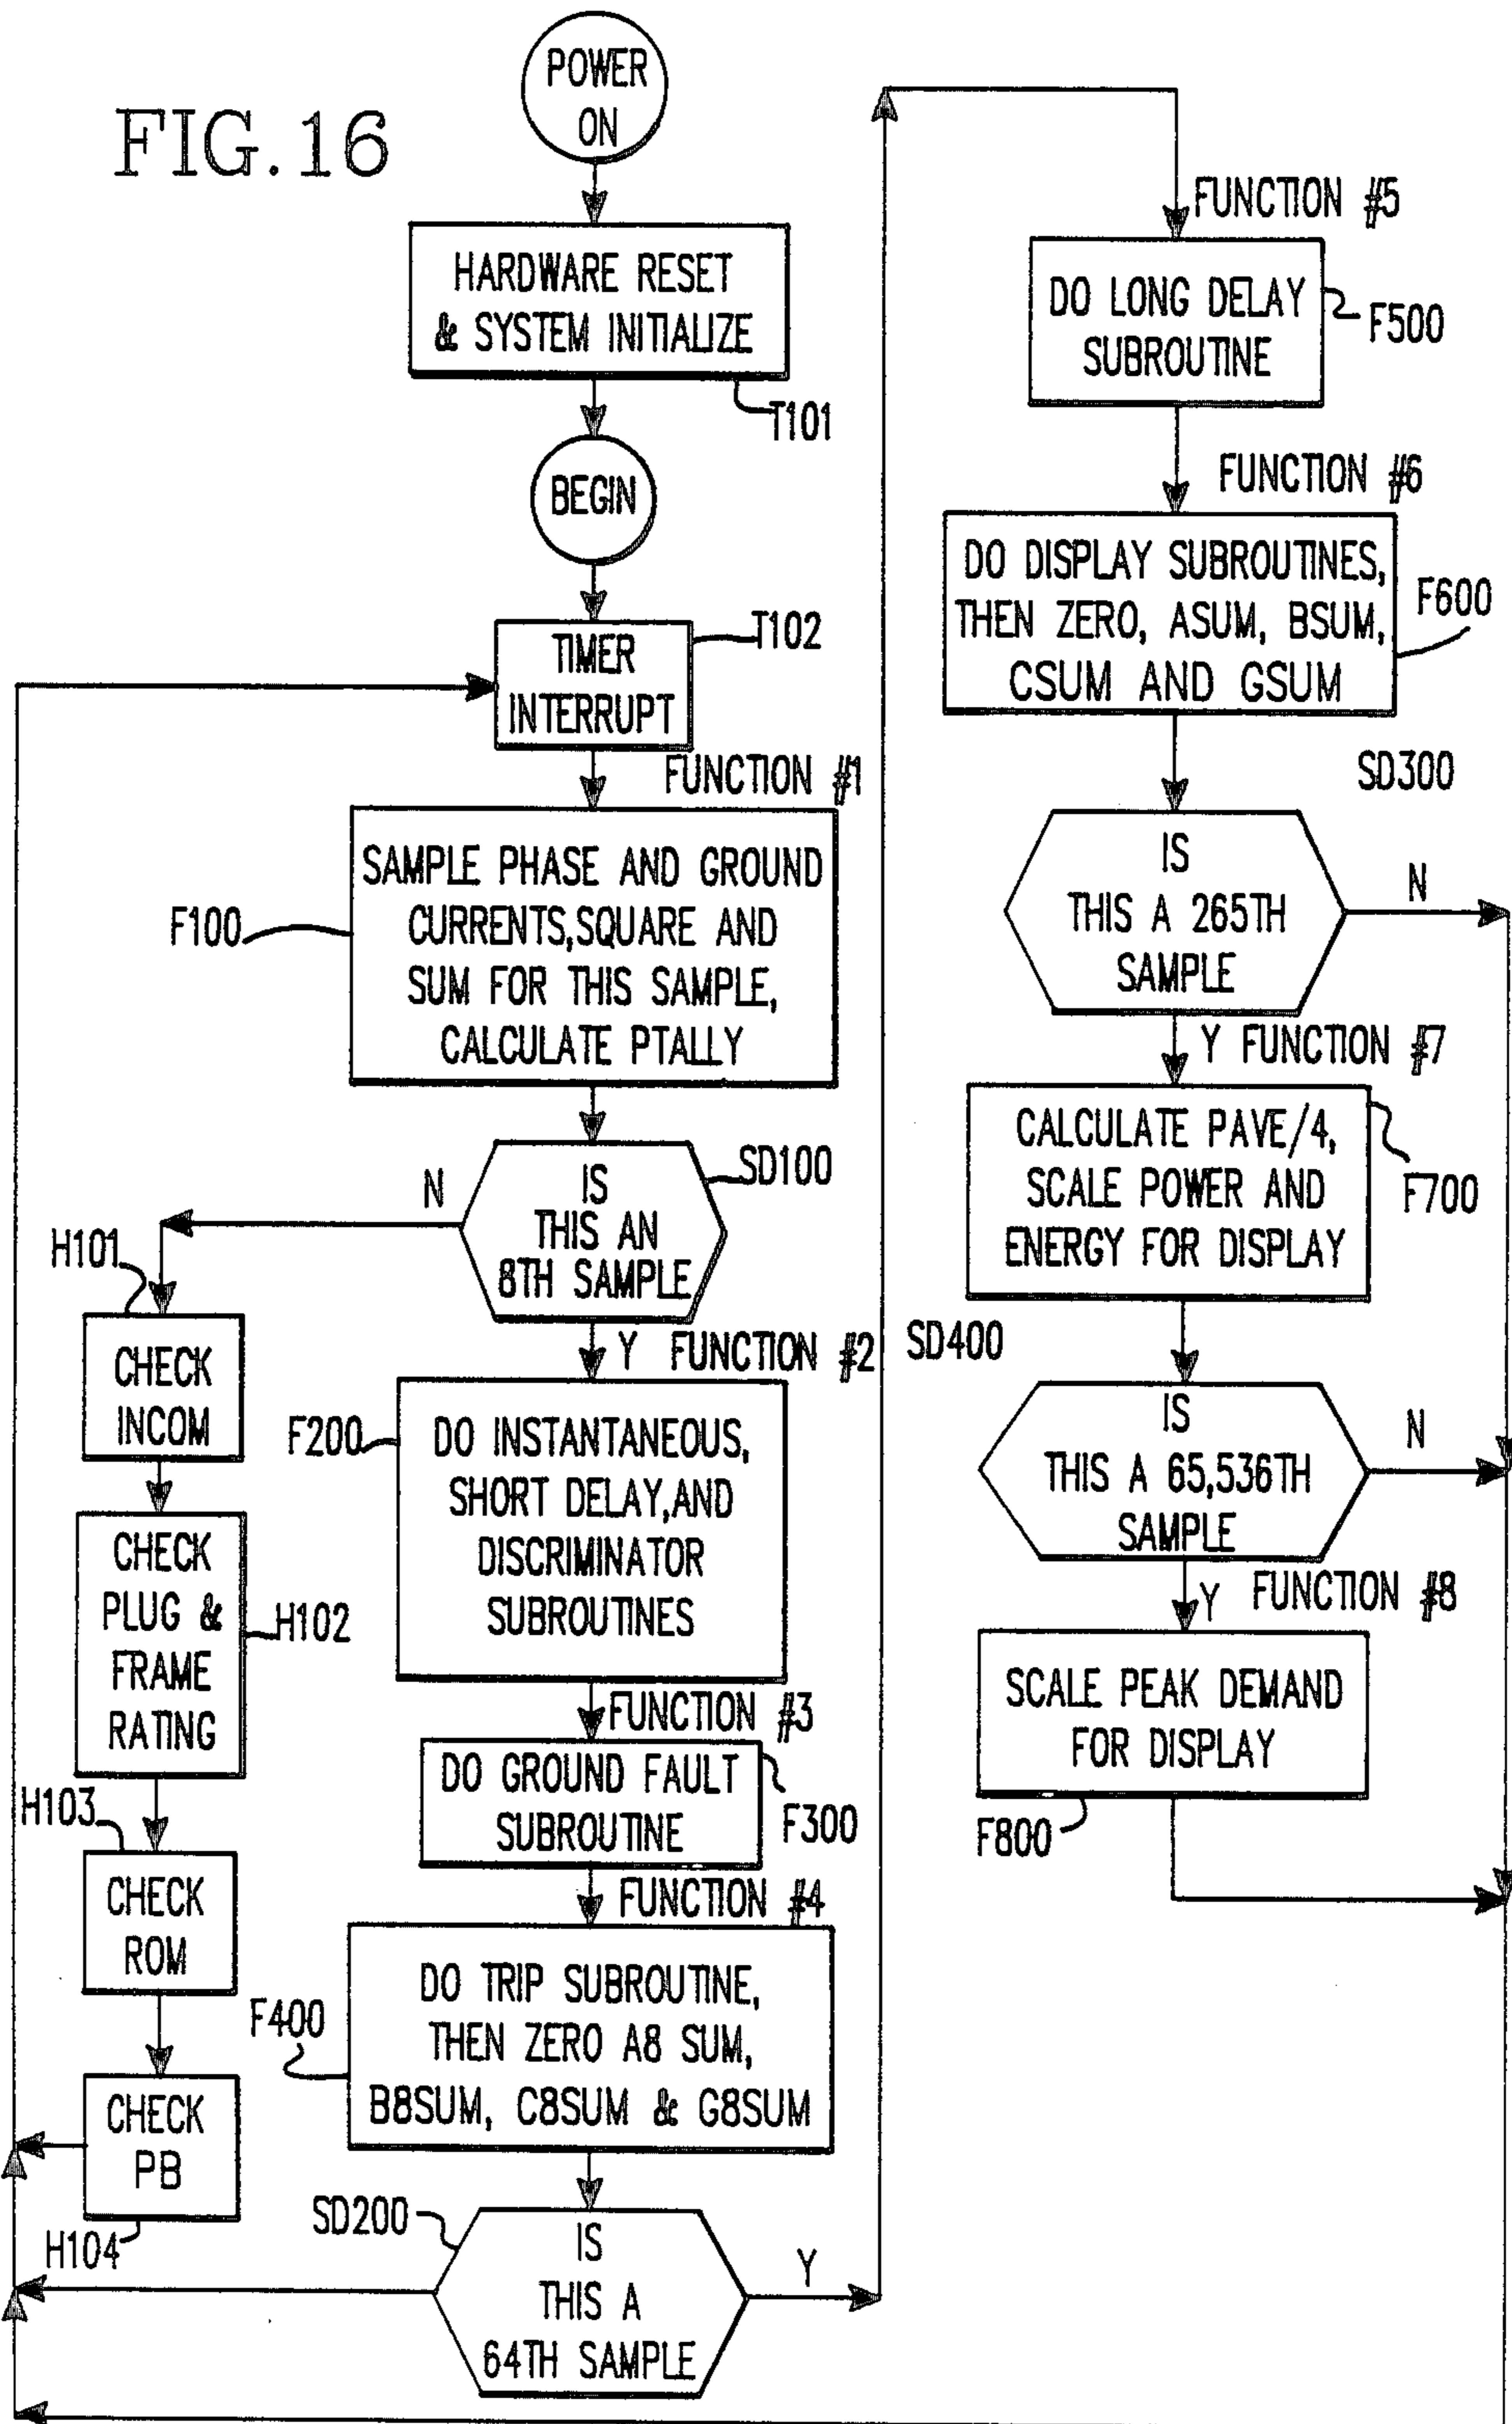 FIG. 16
POWER
ON
HARDWARE RESET
& SYSTEM INITIALIZE
T101
BEGIN
TIMER
INTERRUPT
T102
FUNCTION #1
SAMPLE PHASE AND GROUND
CURRENTS,SQUARE AND
SUM FOR THIS SAMPLE,
CALCULATE PTALLY
F100
IS
THIS AN
8TH SAMPLE
SD100
N
H101
CHECK
INCOM
CHECK
PLUG &
FRAME
RATING
H102
H103
CHECK
ROM
CHECK
PB
H104
Y FUNCTION #2
F200
DO INSTANTANEOUS,
SHORT DELAY,AND
DISCRIMINATOR
SUBROUTINES
FUNCTION #3
DO GROUND FAULT
SUBROUTINE
F300
FUNCTION #4
F400
DO TRIP SUBROUTINE,
THEN ZERO A8 SUM,
B8SUM, C8SUM & G8SUM
SD200
IS
THIS A
64TH SAMPLE
Y
FUNCTION #5
DO LONG DELAY
SUBROUTINE
F500
FUNCTION #6
DO DISPLAY SUBROUTINES,
THEN ZERO, ASUM, BSUM,
CSUM AND GSUM
F600
SD300
IS
THIS A 265TH
SAMPLE
N
Y FUNCTION #7
CALCULATE PAVE/4,
SCALE POWER AND
ENERGY FOR DISPLAY
F700
SD400
IS
THIS A 65,536TH
SAMPLE
N
Y FUNCTION #8
SCALE PEAK DEMAND
FOR DISPLAY
F800